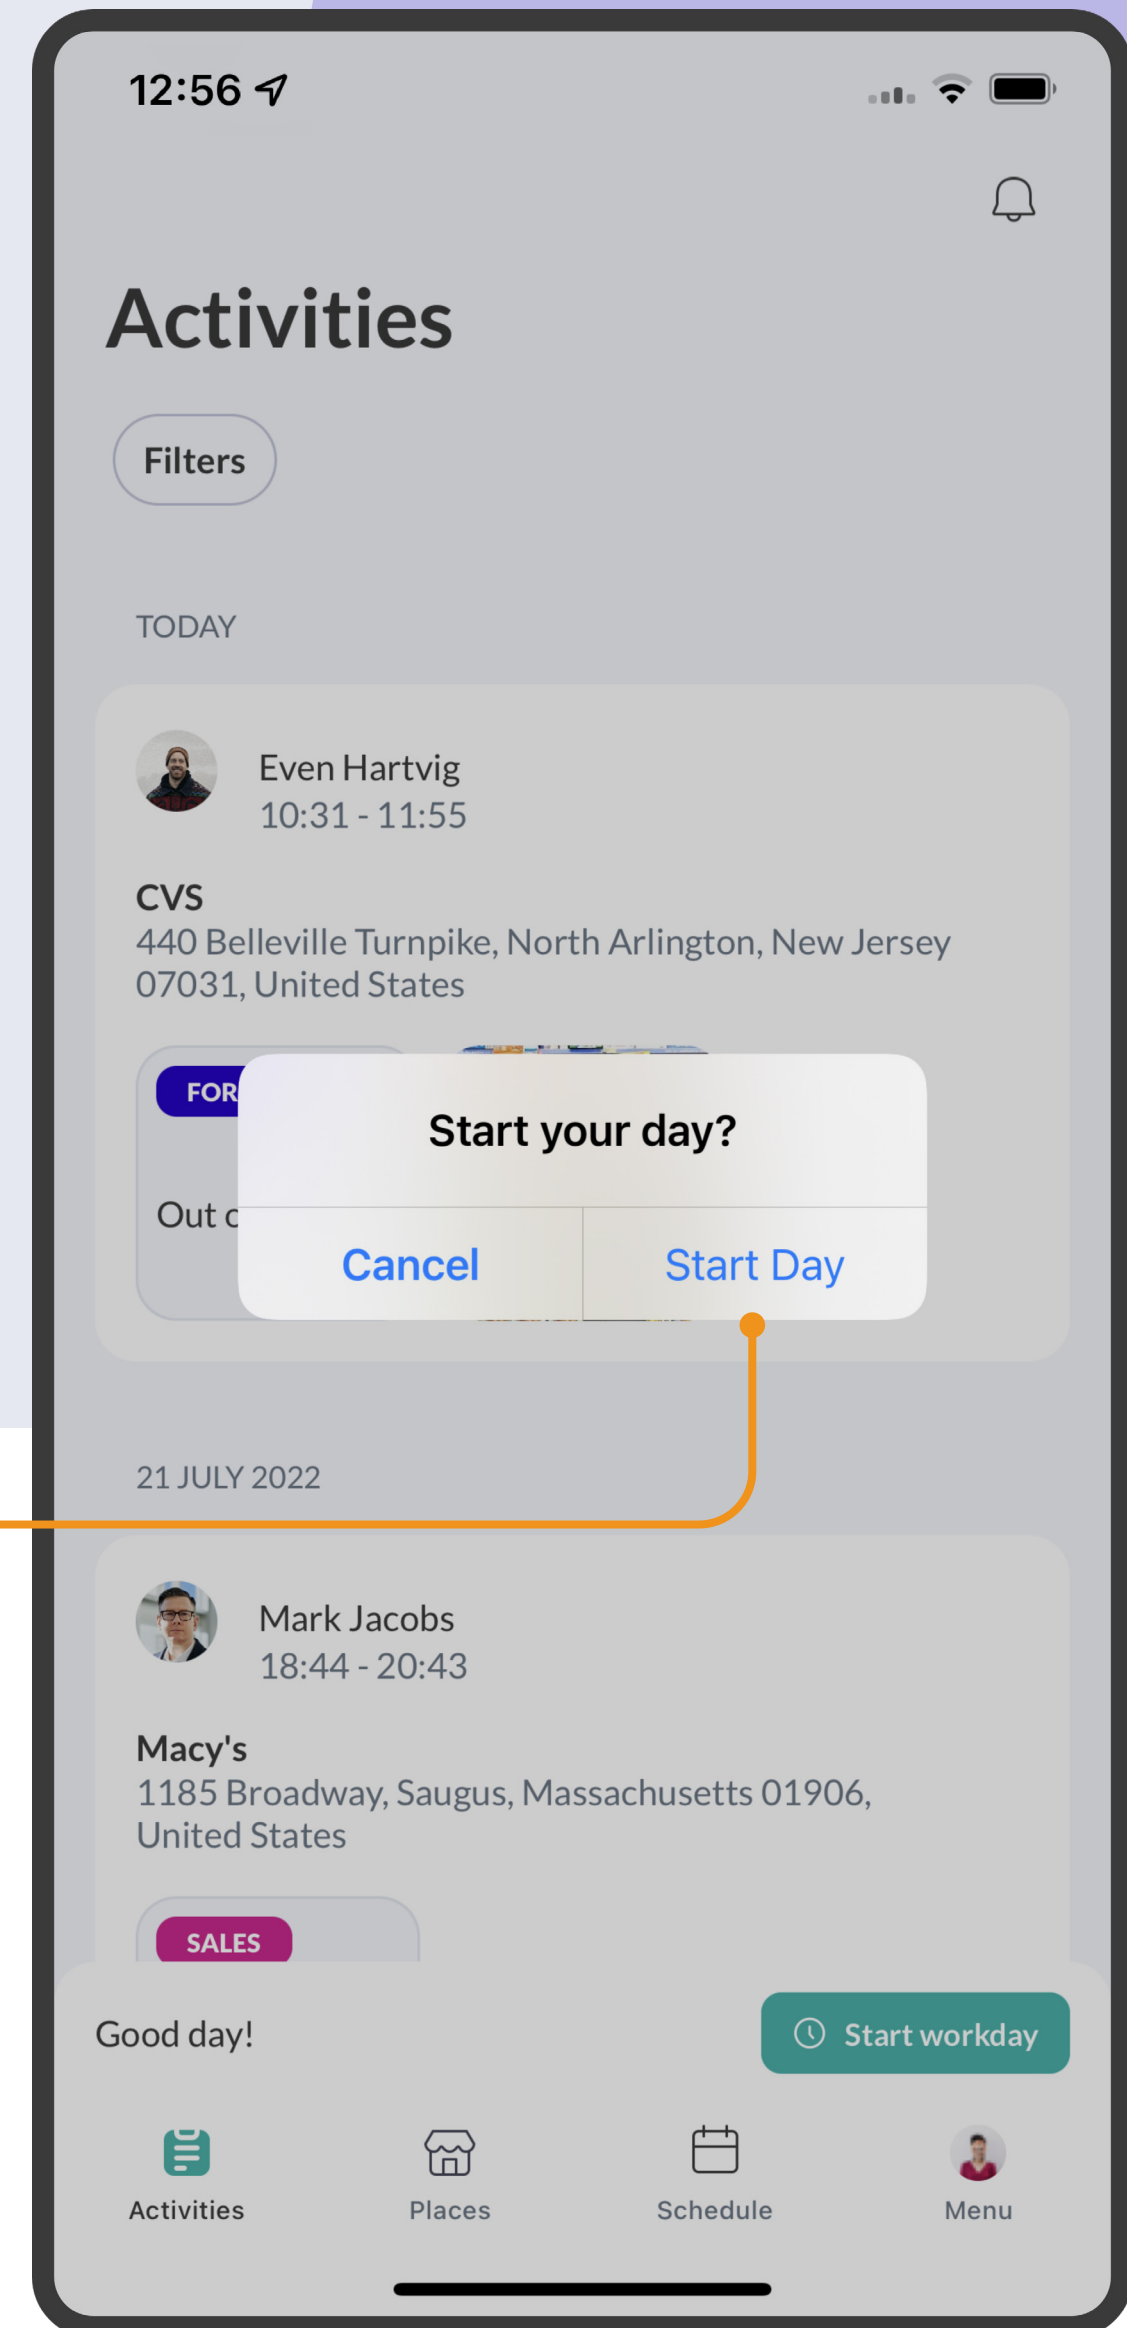 12:56
Activities
Filters
TODAY
Even Hartvig
10:31 - 11:55
CVS
440 Belleville Turnpike, North Arlington, New Jersey
07031, United States
Start your day?
Out
Cancel
Start Day
21 JULY 2022
Mark Jacobs
18:44 - 20:43
Macy's
1185 Broadway, Saugus, Massachusetts 01906,
United States
SALES
Good day!
Start workday
Activities
Places
Schedule
Menu